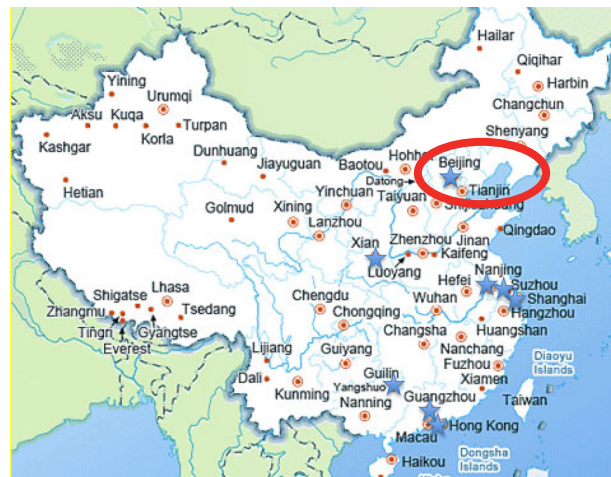 Hailar
Qiqihar
Yining
Harbin
Urumqi
Changchun
Aksu
Kuqa
Turpan
Korla
Shenyang
Kashgar
Dunhuang
Baotou
Beijing
Jiayuguan
Datong
Tianjin
Hetian
Yinchuan
Taiyuan
Golmud
Xining
Lanzhou
Jinan
Qingdao
Xian
Zhenzhou
Kaifeng
Luoyang
Nanjing
Hefei
Suzhou
Shanghai
Lhasa
Shigatse
Zhangmu
Tsedang
Chengdu
Wuhan
Hangzhou
Tingri
Gyangtse
Chongqing
Huangshan
Everest
Changsha
Nanchang
Lijiang
Guiyang
Diaoyu
Islands
Fuzhou
Dali
Guilin
Xiamen
Yangshuo
Kunming
Taiwan
Nanning
Guangzhou
Macau
Hong Kong
Haikou
Dongsha
Islands